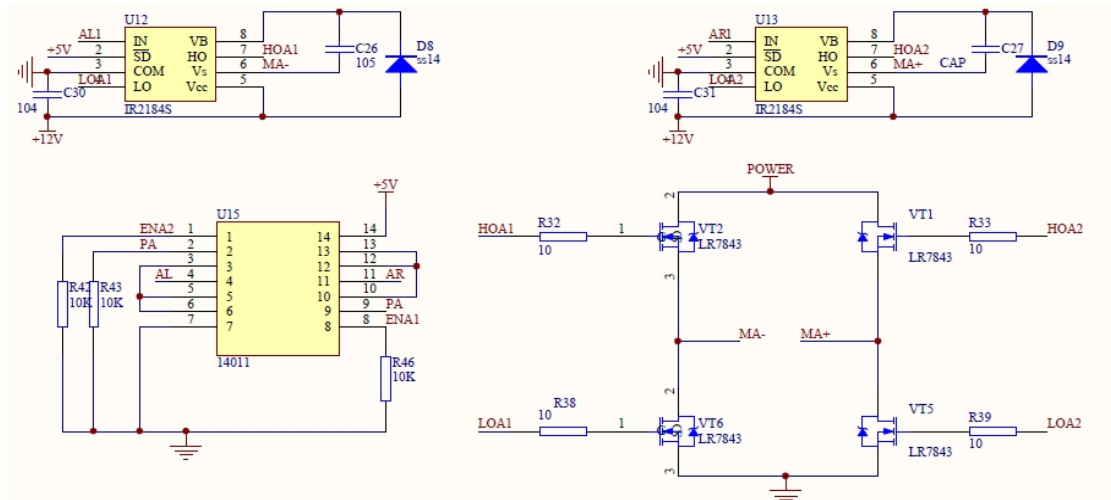 U12
AL1
IN
VB
8
+5V
2
SD
HO
7
HOA1
3
COM
Vs
6
MA-
LOA1
LO
Vcc
5
IR2184S
C30
104
+12V
C26
105
D8
ss14
U13
AR1
IN
VB
8
+5V
2
SD
HO
7
HOA2
3
COM
Vs
6
MA+
CAP
LOA2
LO
Vcc
5
IR2184S
C31
104
+12V
C27
D9
ss14
+5V
U15
ENA2 1 1 14 14
PA 2 2 13 13
3 3 12 12
AL 4 4 11 11 AR
5 5 10 10
6 6 9 9 PA
7 7 8 8 ENA1
14011
R42
10K
R43
10K
R46
10K
POWER
HOA1
R32
10
1
2
VT2
LR7843
3
VT1
LR7843
R33
10
HOA2
MA-
MA+
LOA1
R38
10
1
2
VT6
LR7843
3
VT5
LR7843
R39
10
LOA2